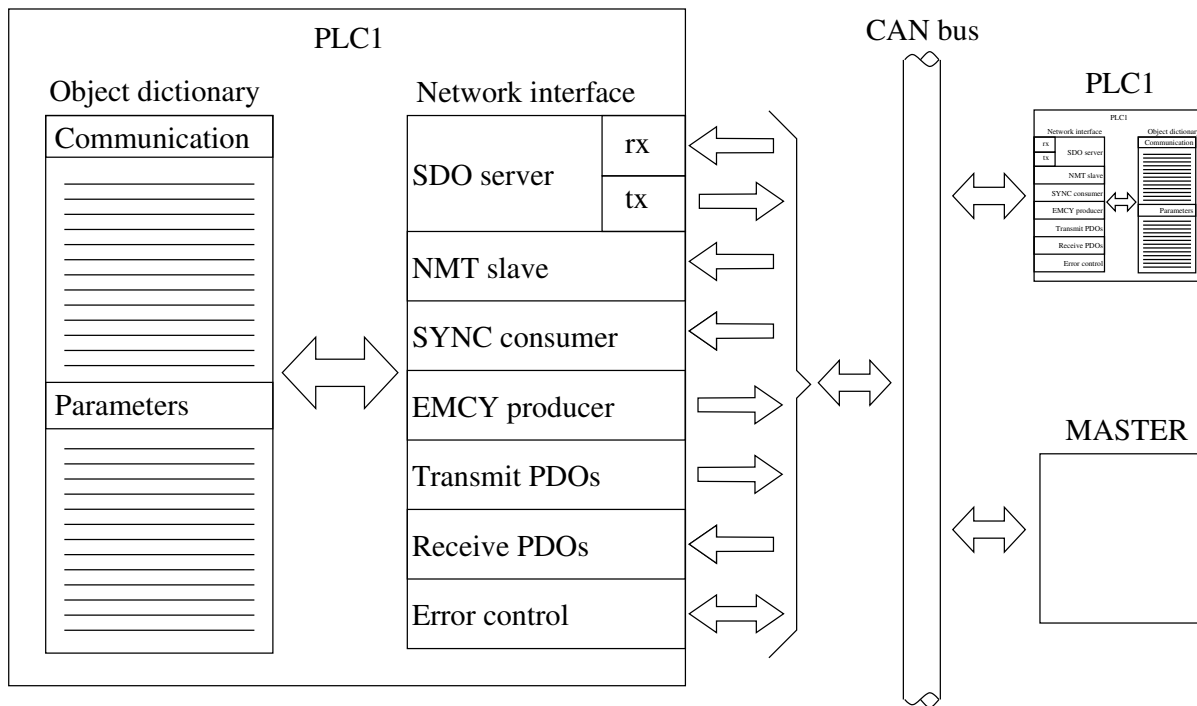 PLC1
Object dictionary
Communication
Parameters
Network interface
SDO server
rx
tx
NMT slave
SYNC consumer
EMCY producer
Transmit PDOs
Receive PDOs
Error control
CAN bus
PLC1
PLC1
Network interface
rx
tx
SDO server
NMT slave
SYNC consumer
EMCY producer
Transmit PDOs
Receive PDOs
Error control
Object dictionar
Communication
Parameters
MASTER